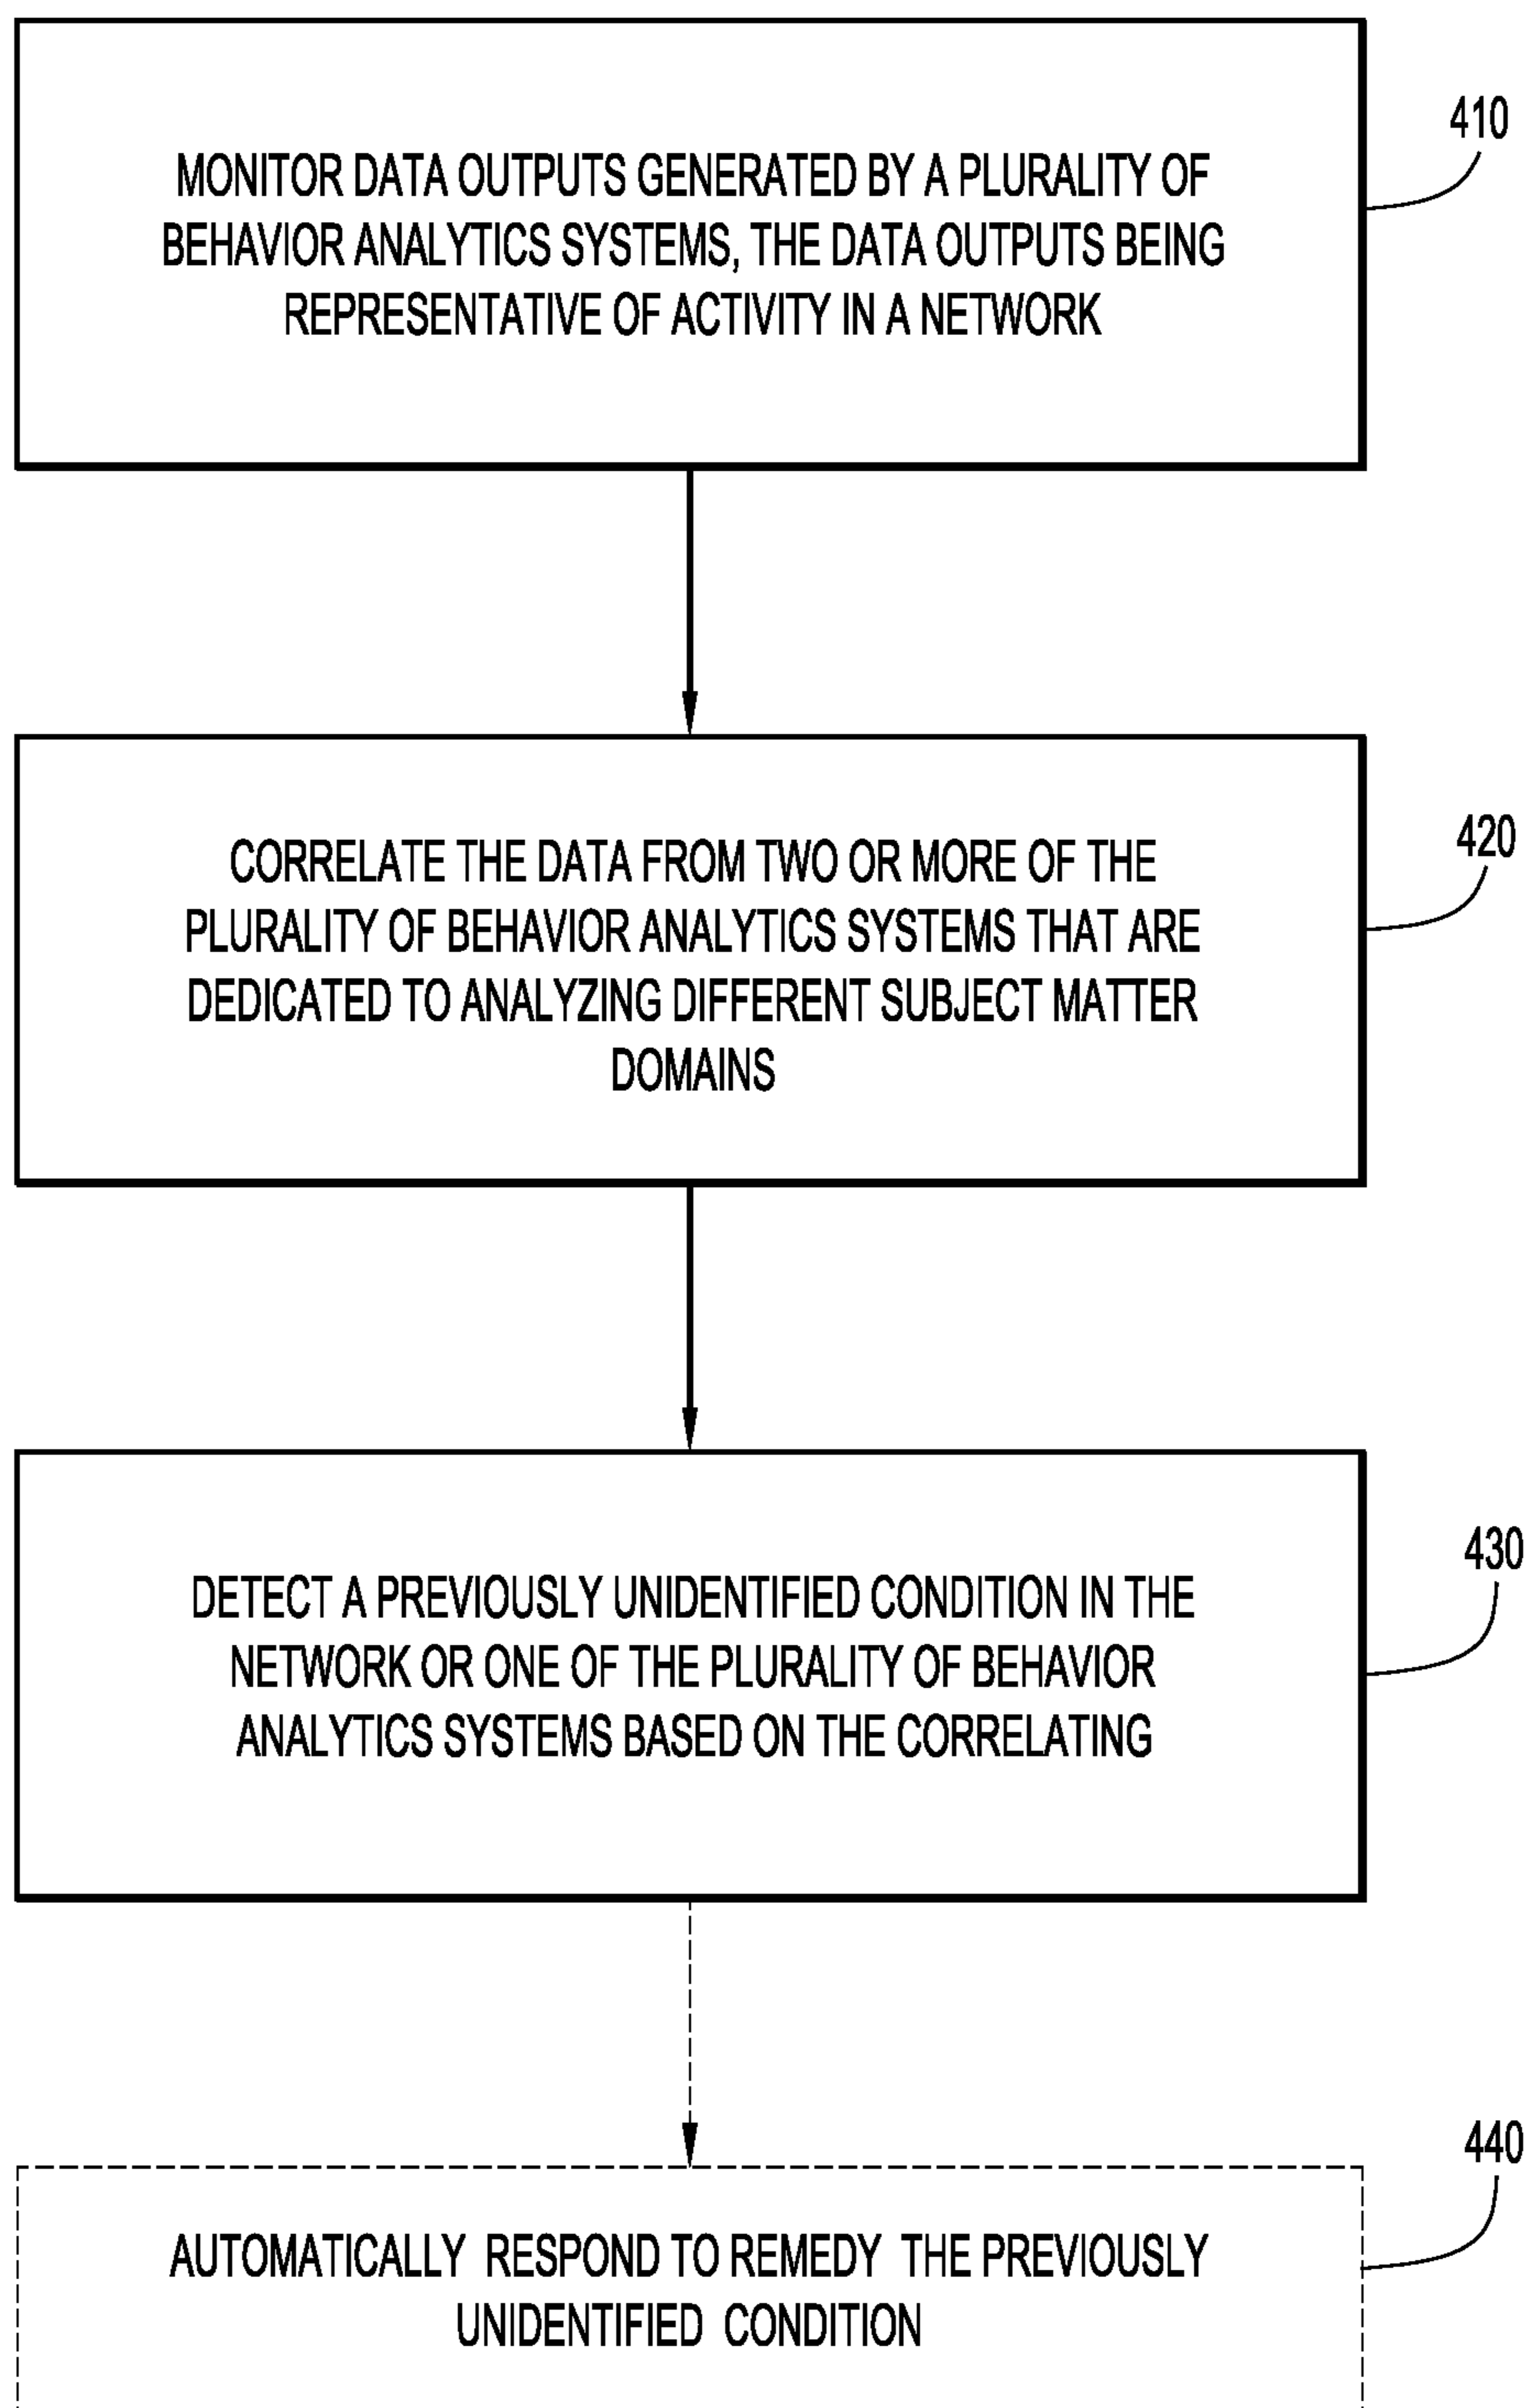 410
MONITOR DATA OUTPUTS GENERATED BY A PLURALITY OF
BEHAVIOR ANALYTICS SYSTEMS, THE DATA OUTPUTS BEING
REPRESENTATIVE OF ACTIVITY IN A NETWORK
420
CORRELATE THE DATA FROM TWO OR MORE OF THE
PLURALITY OF BEHAVIOR ANALYTICS SYSTEMS THAT ARE
DEDICATED TO ANALYZING DIFFERENT SUBJECT MATTER
DOMAINS
430
DETECT A PREVIOUSLY UNIDENTIFIED CONDITION IN THE
NETWORK OR ONE OF THE PLURALITY OF BEHAVIOR
ANALYTICS SYSTEMS BASED ON THE CORRELATING
440
AUTOMATICALLY RESPOND TO REMEDY THE PREVIOUSLY
UNIDENTIFIED CONDITION